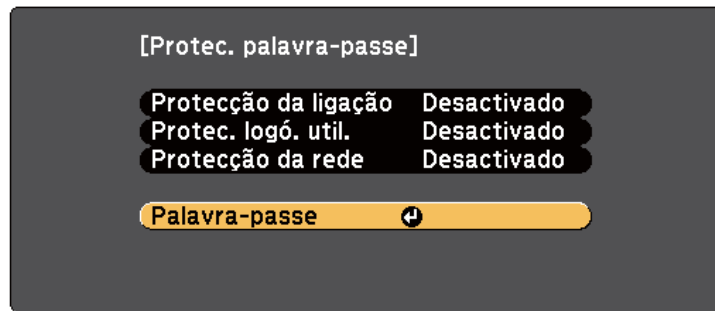 [Protec. palavra-passe]
Protecção da ligação Desactivado
Protec. logó. util. Desactivado
Protecção da rede Desactivado
Palavra-passe